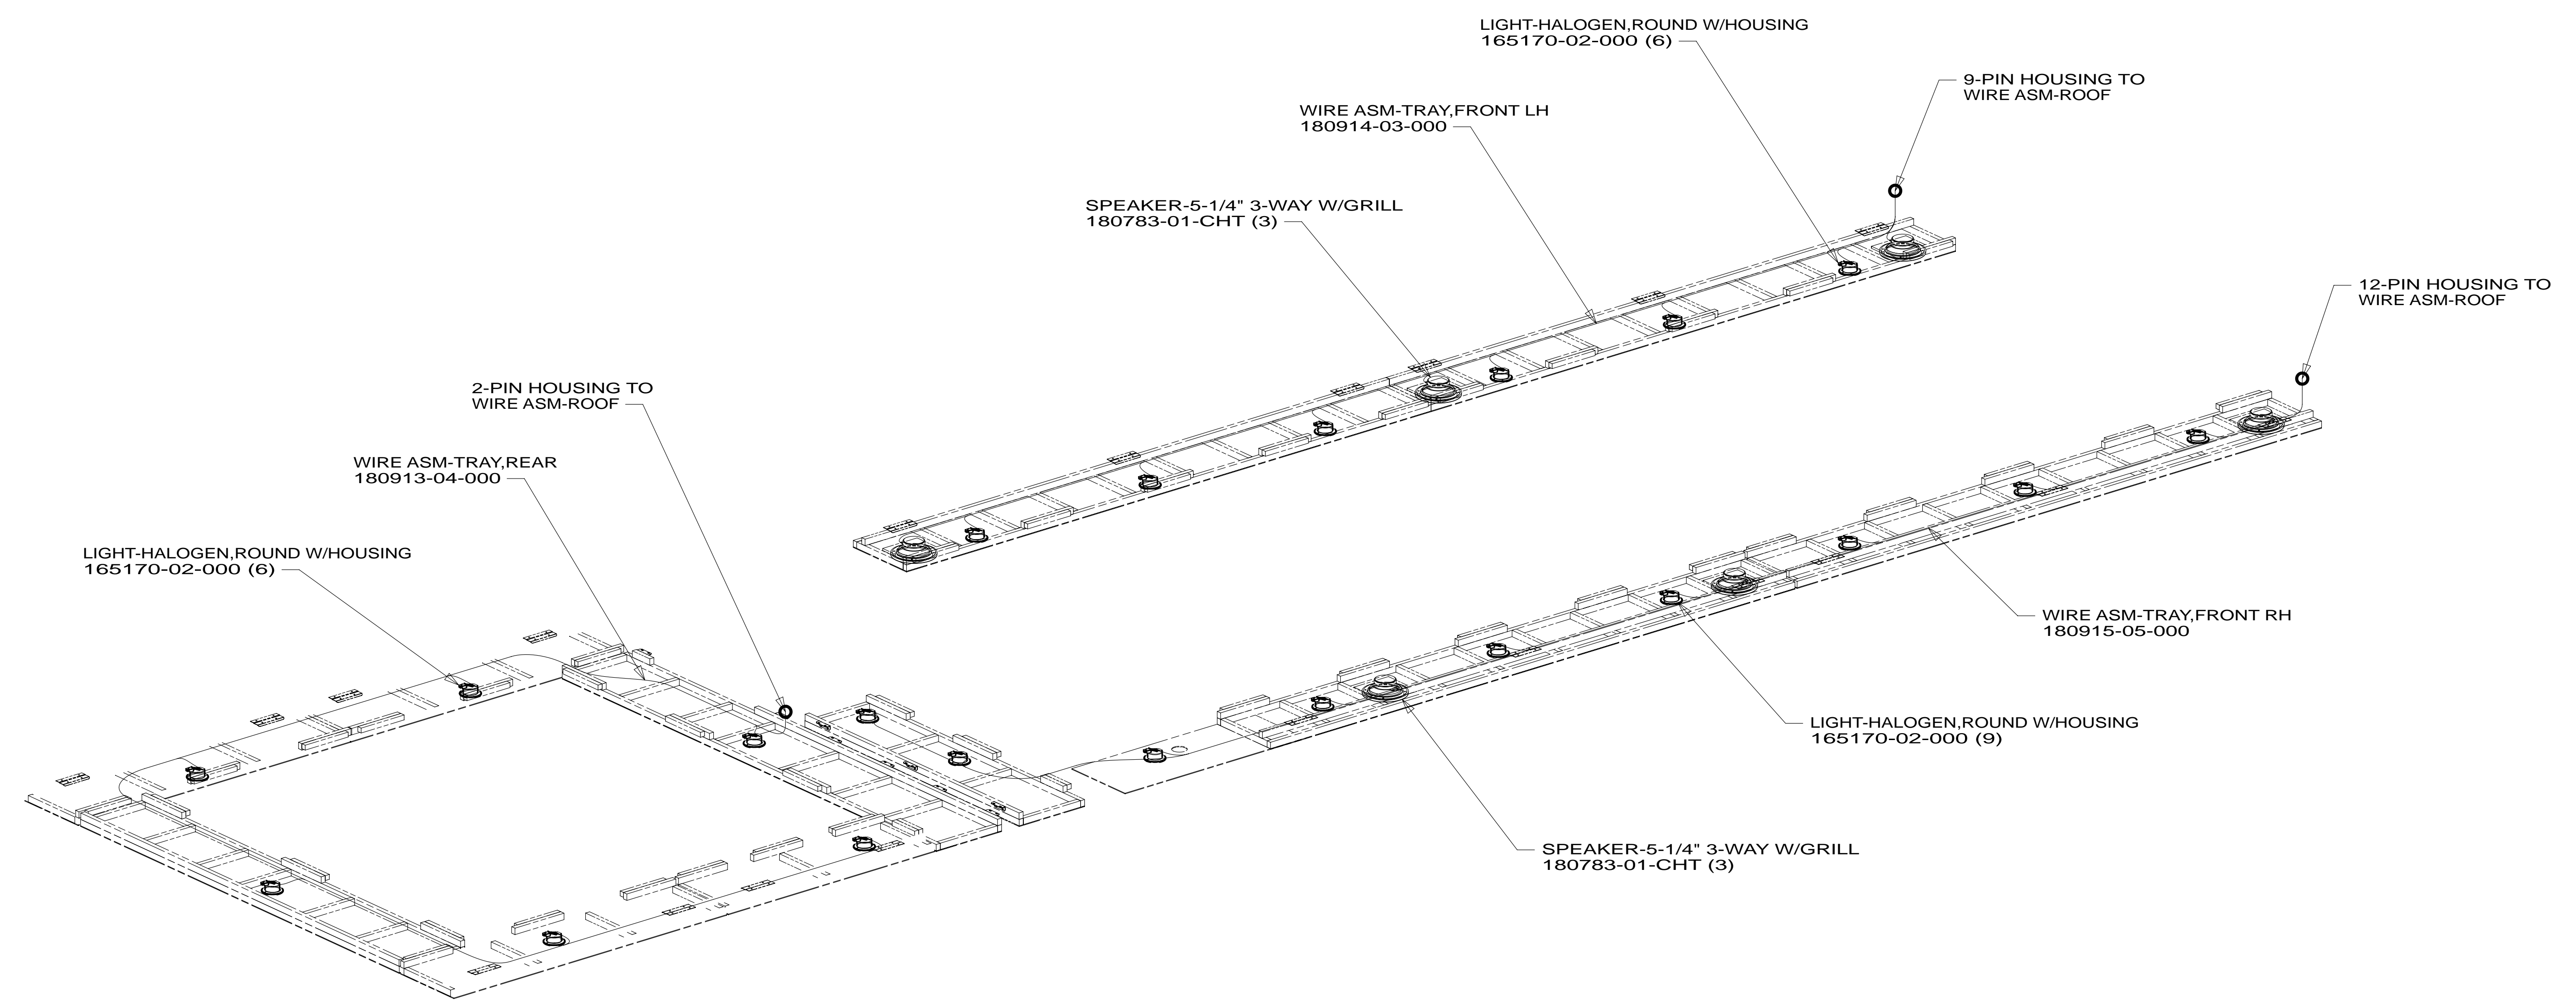 LIGHT-HALOGEN,ROUND W/HOUSING
165170-02-000 (6)
9-PIN HOUSING TO
WIRE ASM-ROOF
WIRE ASM-TRAY,FRONT LH
180914-03-000
SPEAKER-5-1/4" 3-WAY W/GRILL
180783-01-CHT (3)
12-PIN HOUSING TO
WIRE ASM-ROOF
2-PIN HOUSING TO
WIRE ASM-ROOF
WIRE ASM-TRAY,REAR
180913-04-000
LIGHT-HALOGEN,ROUND W/HOUSING
165170-02-000 (6)
WIRE ASM-TRAY,FRONT RH
180915-05-000
LIGHT-HALOGEN,ROUND W/HOUSING
165170-02-000 (9)
SPEAKER-5-1/4" 3-WAY W/GRILL
180783-01-CHT (3)